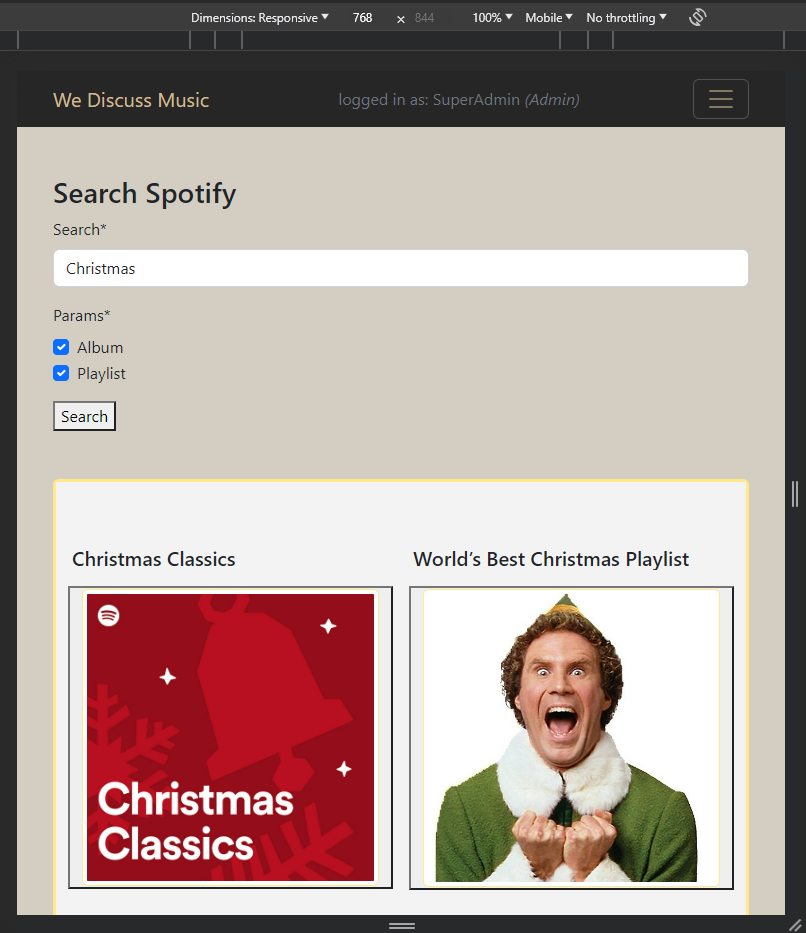 Dimensions: Responsive ▾ 768 × 844 100% ▾ Mobile ▾ No throttling ▾
We Discuss Music logged in as: SuperAdmin (Admin)
Search Spotify
Search*
Christmas
Params*
Album
Playlist
Search
Christmas Classics World’s Best Christmas Playlist
Christmas
Classics